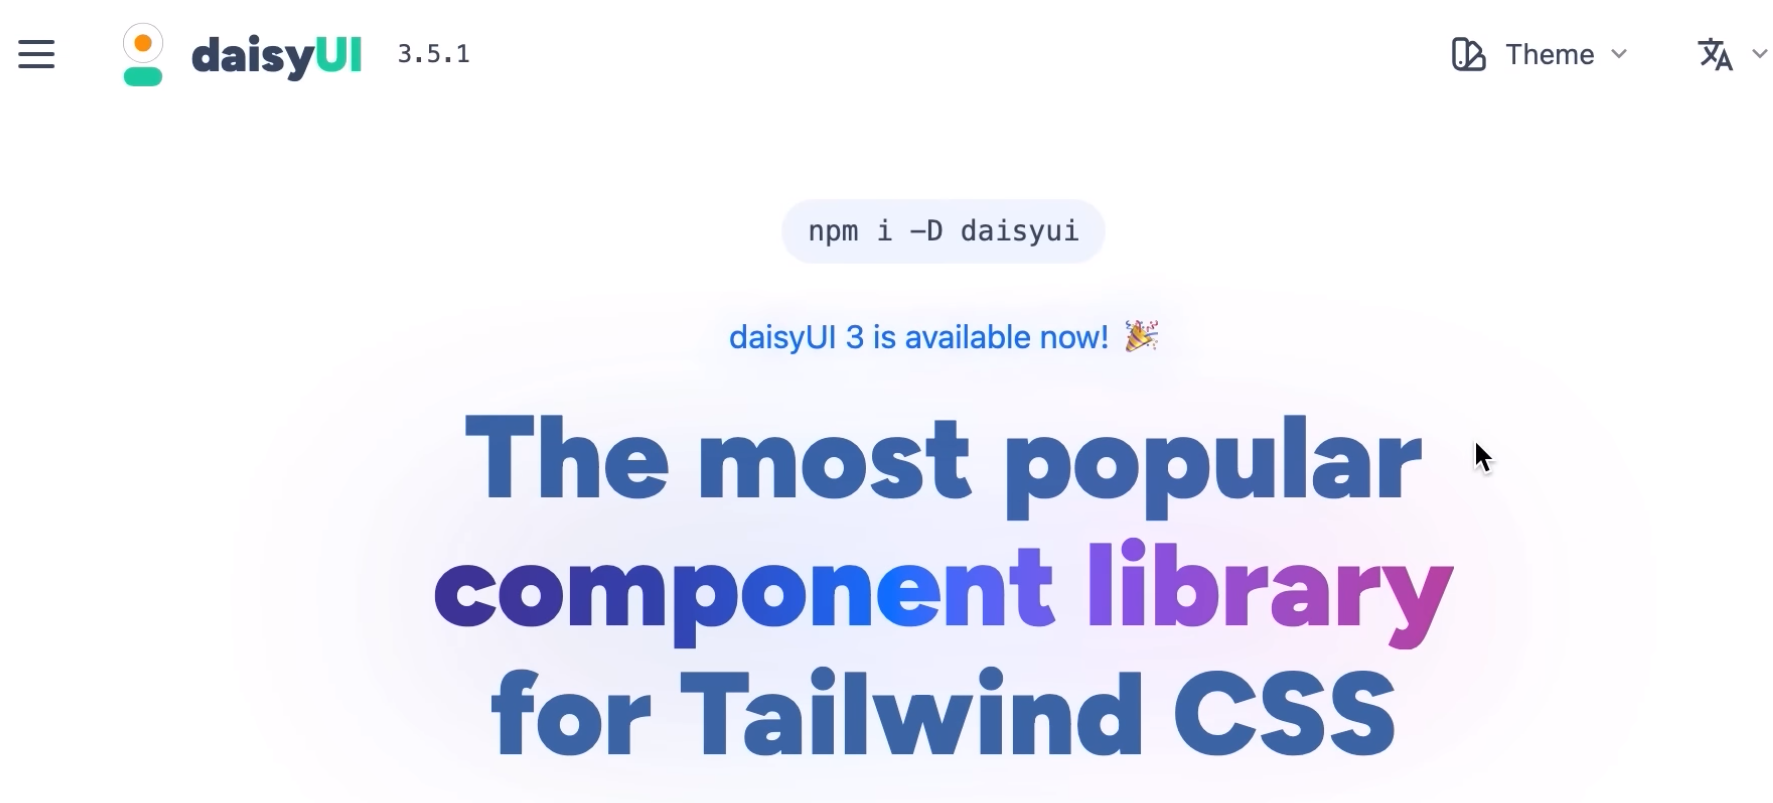 daisyUI 3.5.1 Theme
npm i -D daisyui
daisyUI 3 is available now! 🎉
The most popular
component library
for Tailwind CSS